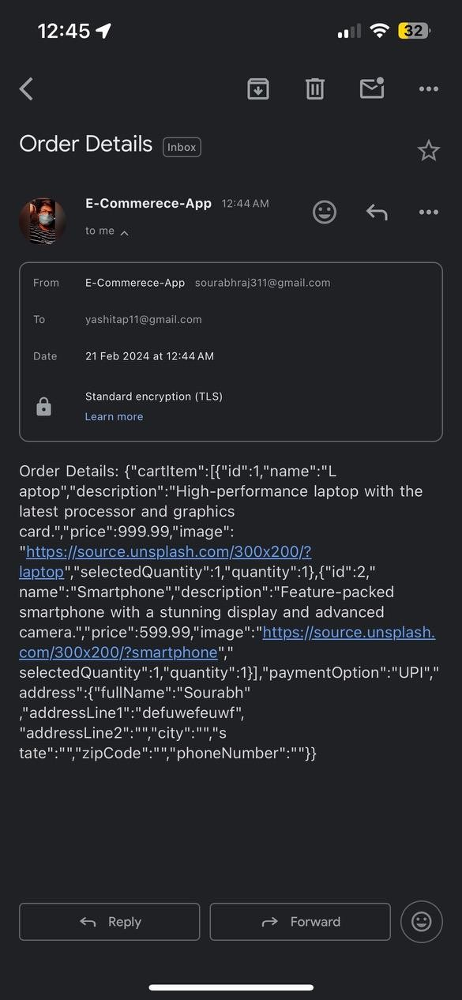 12:45
32
Order Details Inbox
E-Commerece-App 12:44 AM
to me
From E-Commerece-App sourabhraj311@gmail.com
To yashitap11@gmail.com
Date 21 Feb 2024 at 12:44 AM
Standard encryption (TLS)
Learn more
Order Details: {"cartItem":[{"id":1,"name":"L
aptop","description":"High-performance laptop with the
latest processor and graphics
card.","price":999.99,"image":
"https://source.unsplash.com/300x200/?
laptop","selectedQuantity":1,"quantity":1},{"id":2,"
name":"Smartphone","description":"Feature-packed
smartphone with a stunning display and advanced
camera.","price":599.99,"image":"https://source.unsplash.
com/300x200/?smartphone","
selectedQuantity":1,"quantity":1}],"paymentOption":"UPI","
address":{"fullName":"Sourabh"
,"addressLine1":"defuwefeuwf",
"addressLine2":"","city":"","s
tate":"","zipCode":"","phoneNumber":""}}
Reply Forward